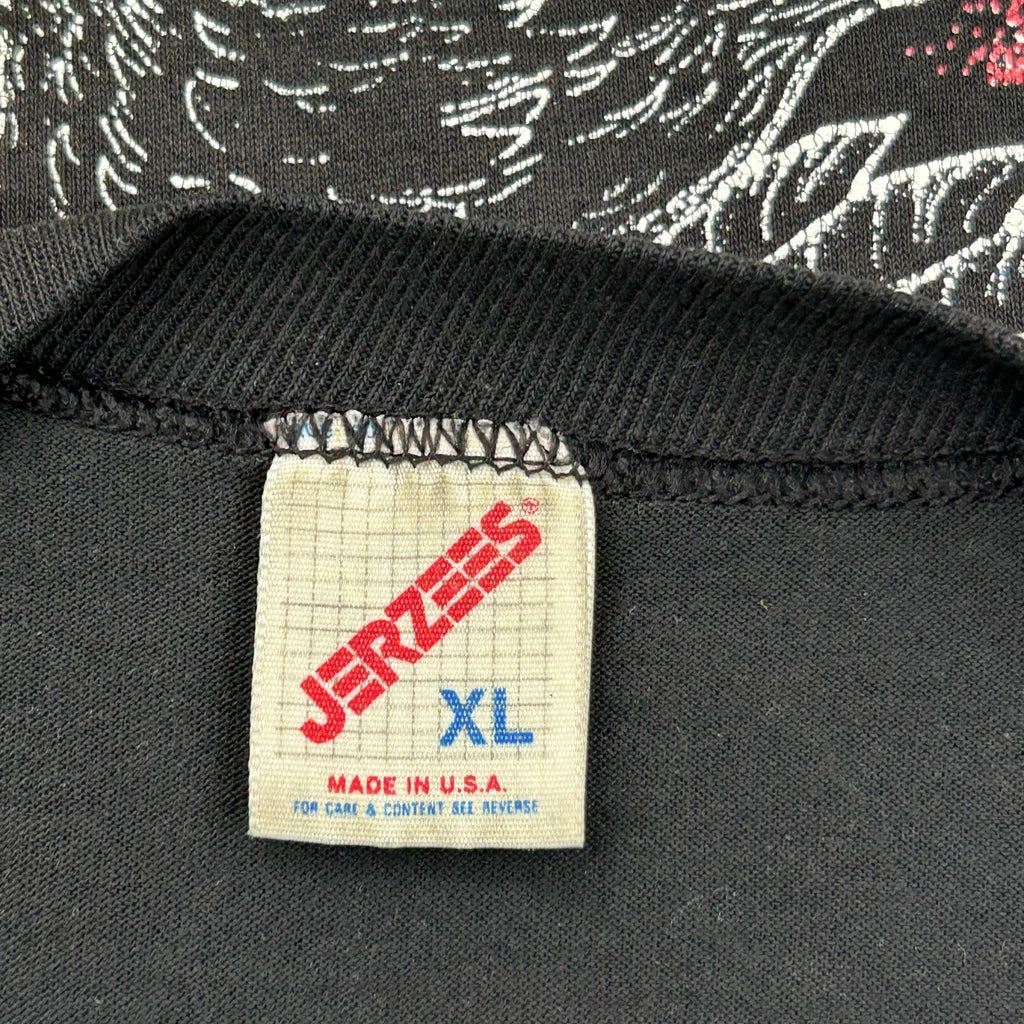 JERZEES®
XL
MADE IN U.S.A.
FOR CARE & CONTENT SEE REVERSE